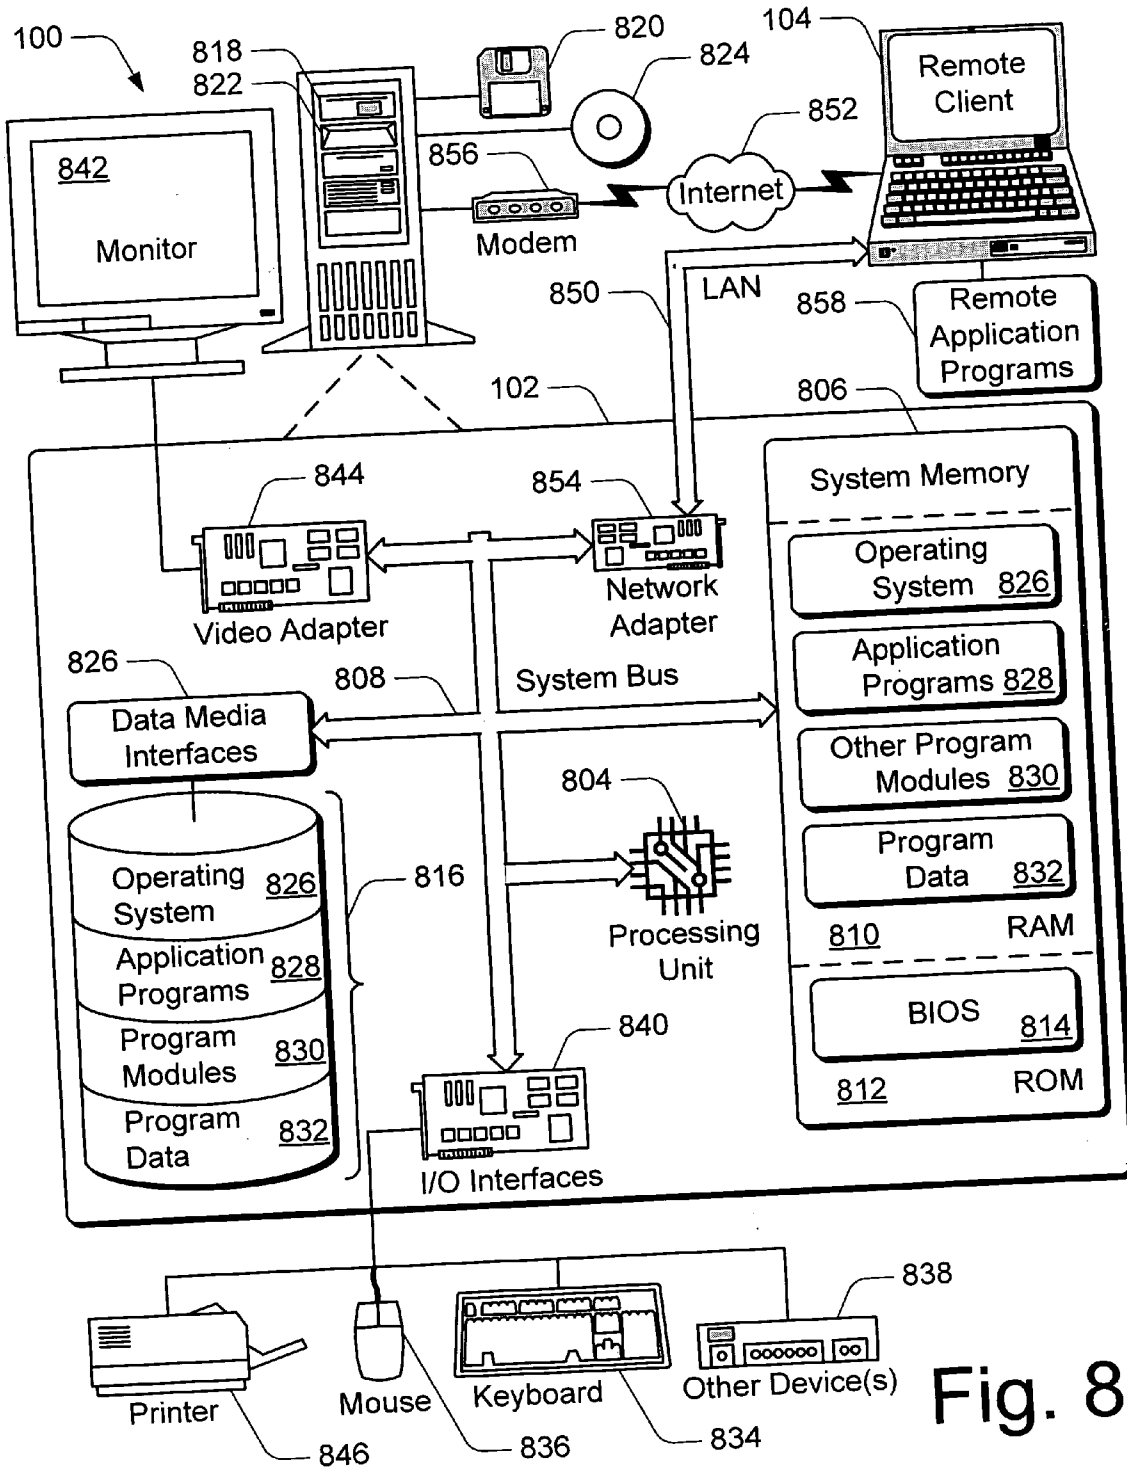 100
818
822
820
824
104
Remote
Client
842
Monitor
856
Modem
852
Internet
850
LAN
858
Remote
Application
Programs
102
806
844
Video Adapter
854
Network
Adapter
System Memory
Operating
System 826
Application
Programs 828
Other Program
Modules 830
Program
Data 832
810 RAM
BIOS 814
812 ROM
826
Data Media
Interfaces
808
System Bus
804
Processing
Unit
Operating
System 826
Application
Programs 828
Program
Modules 830
Program
Data 832
816
840
I/O Interfaces
Printer
846
Mouse
836
Keyboard
834
838
Other Device(s)
Fig. 8